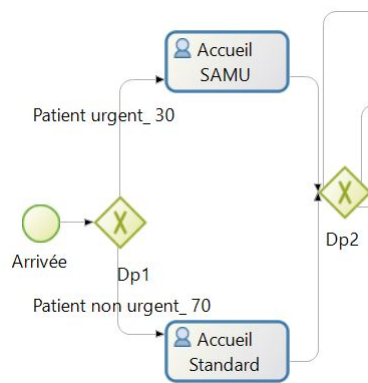 Accueil
SAMU
Patient urgent_ 30
Arrivée
Dp1
Dp2
Patient non urgent_ 70
Accueil
Standard